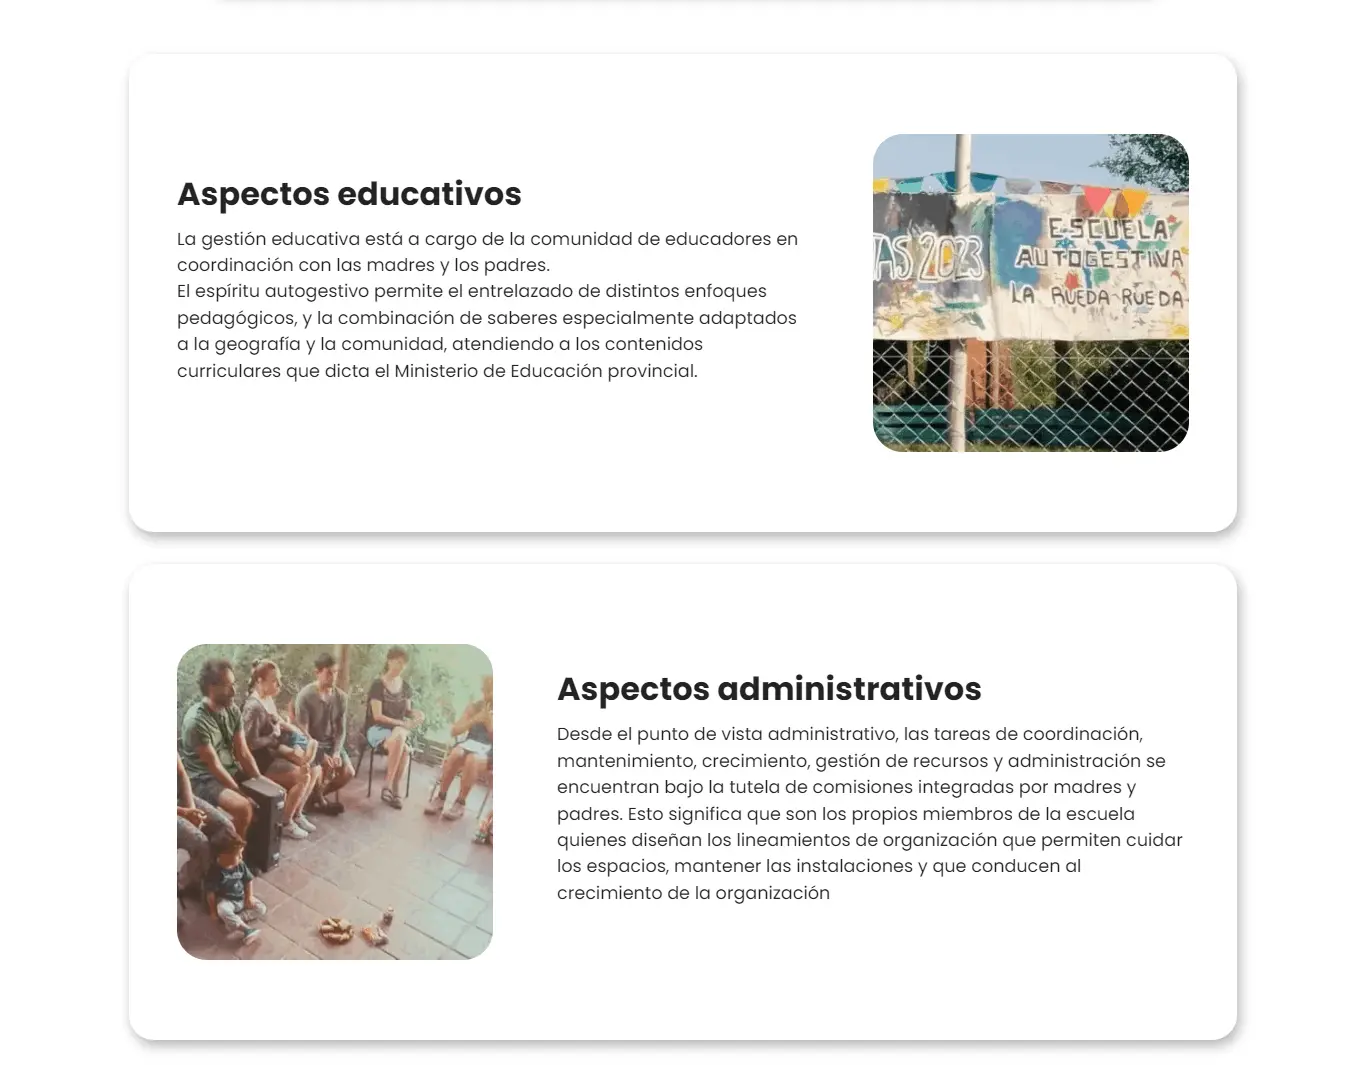 Aspectos educativos
La gestión educativa está a cargo de la comunidad de educadores en
coordinación con las madres y los padres.
El espíritu autogestivo permite el entrelazado de distintos enfoques
pedagógicos, y la combinación de saberes especialmente adaptados
a la geografía y la comunidad, atendiendo a los contenidos
curriculares que dicta el Ministerio de Educación provincial.
TAS 2023
ESCUELA
AUTOGESTIVA
LA RUEDA RUEDA
Aspectos administrativos
Desde el punto de vista administrativo, las tareas de coordinación,
mantenimiento, crecimiento, gestión de recursos y administración se
encuentran bajo la tutela de comisiones integradas por madres y
padres. Esto significa que son los propios miembros de la escuela
quienes diseñan los lineamientos de organización que permiten cuidar
los espacios, mantener las instalaciones y que conducen al
crecimiento de la organización